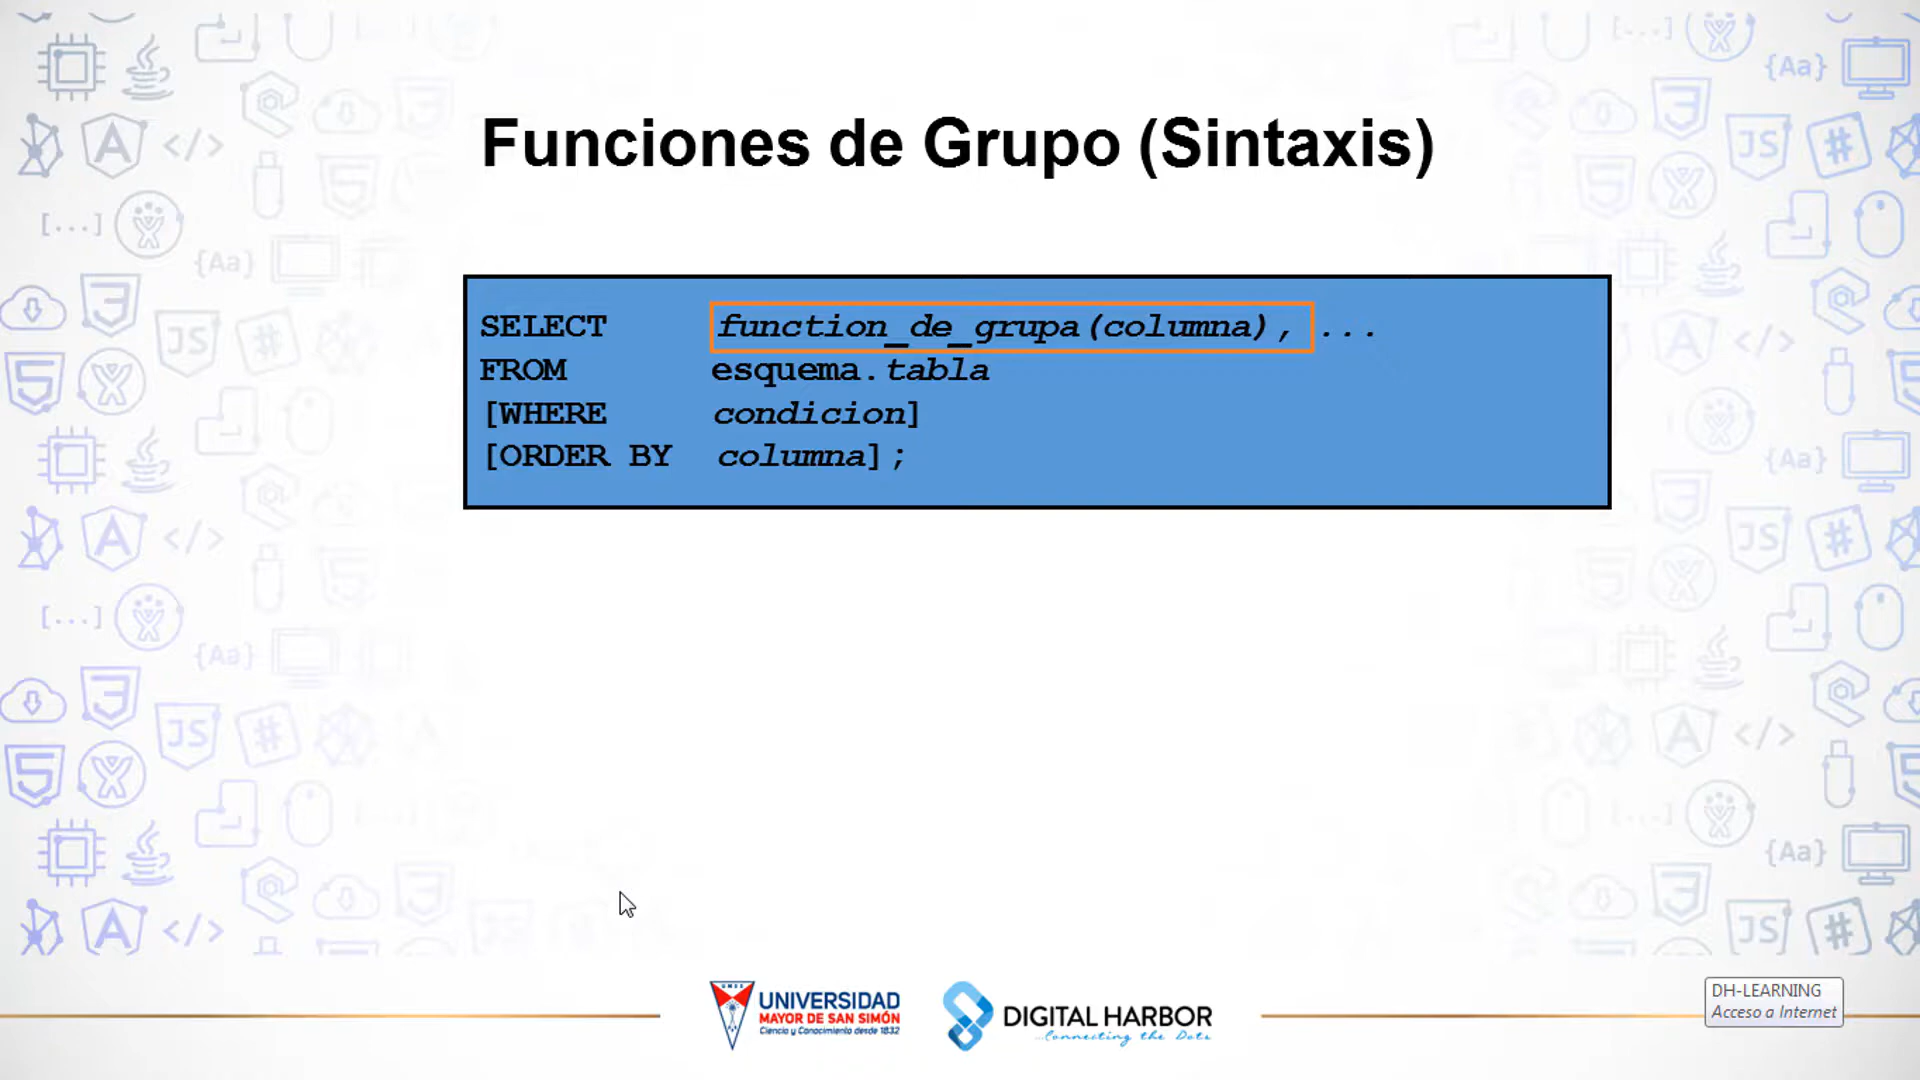 Funciones de Grupo (Sintaxis)
SELECT function_de_grupa(columna), ...
FROM esquema.tabla
[WHERE condicion]
[ORDER BY columna];
UMSS
UNIVERSIDAD
MAYOR DE SAN SIMÓN
Ciencia y Conocimiento desde 1832
DIGITAL HARBOR
...Connecting the Dots
DH-LEARNING
Acceso a Internet